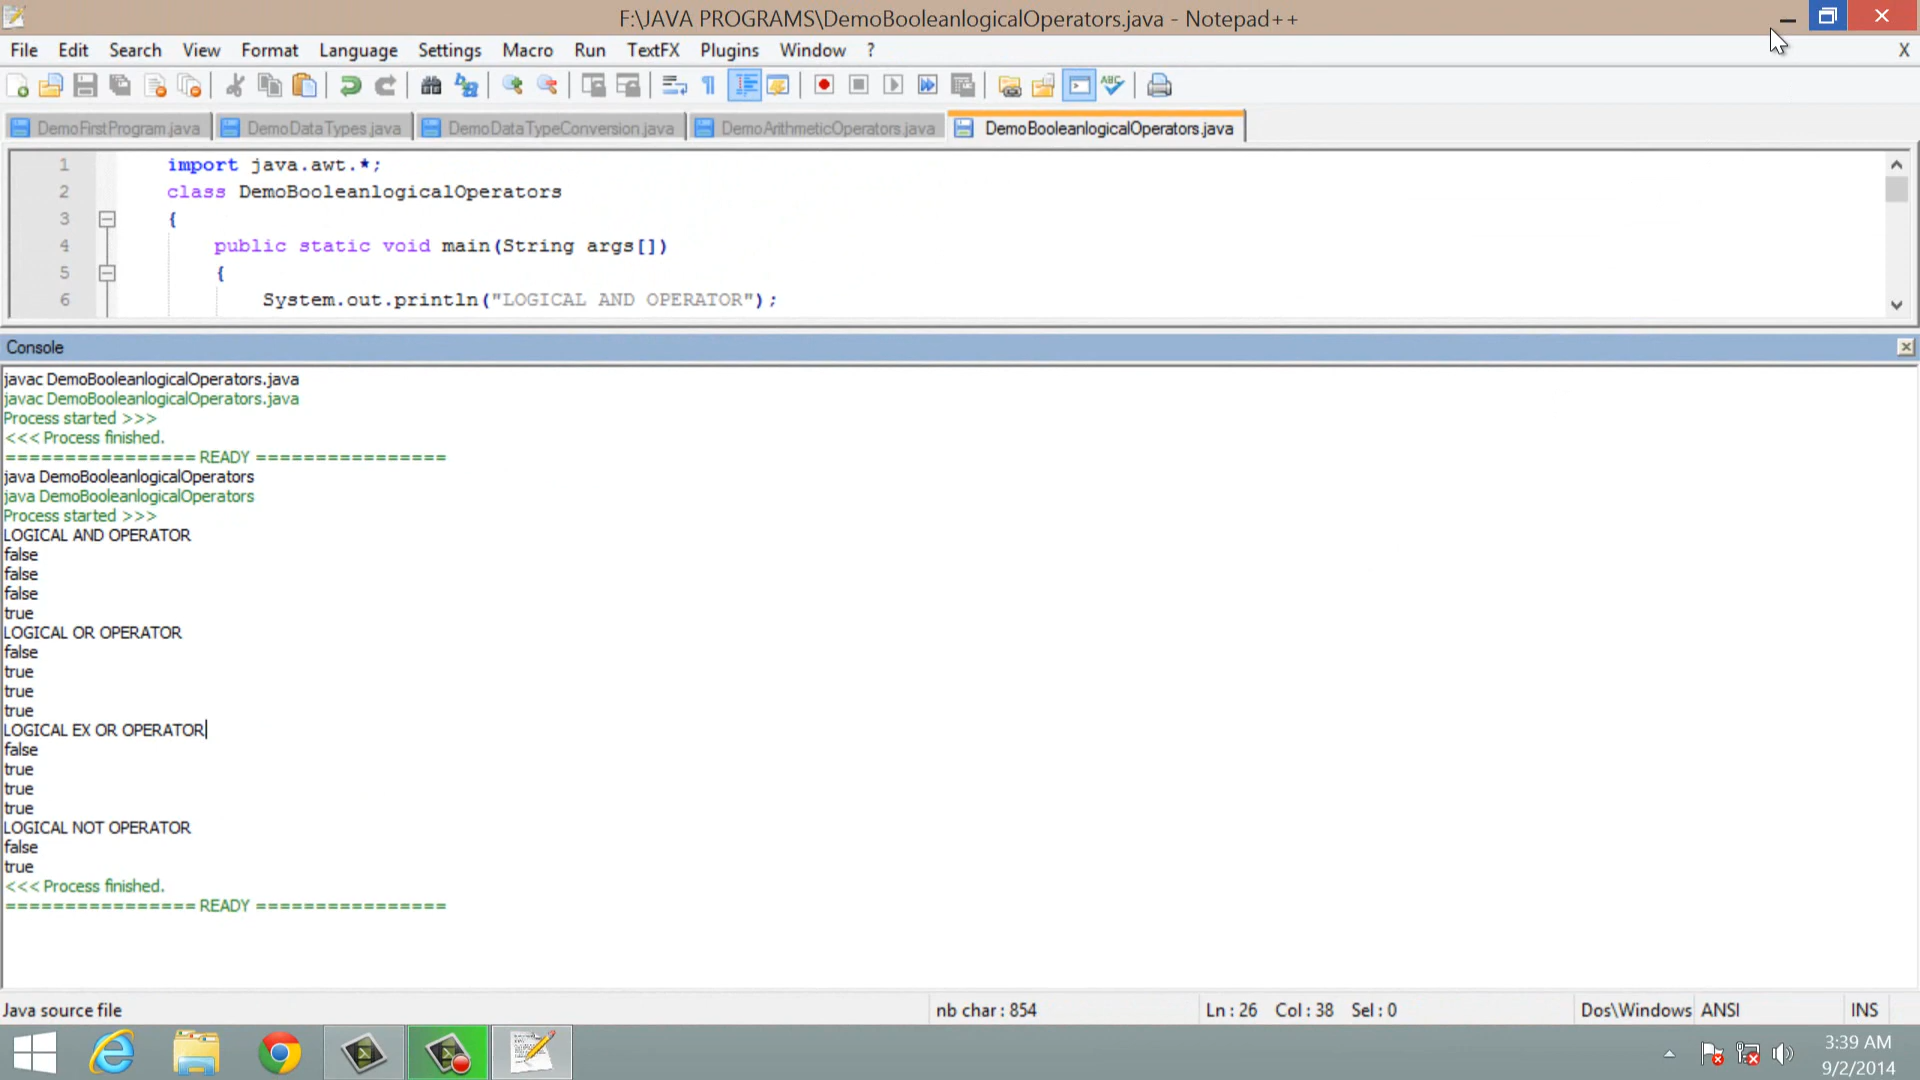 F:\JAVA PROGRAMS\DemoBooleanlogicalOperators.java - Notepad++
File Edit Search View Format Language Settings Macro Run TextFX Plugins Window ? X
DemoFirstProgram.java DemoDataTypes.java DemoDataTypeConversion.java DemoArithmeticOperators.java DemoBooleanlogicalOperators.java
1 import java.awt.*;
2 class DemoBooleanlogicalOperators
3 {
4 public static void main(String args[])
5 {
6 System.out.println("LOGICAL AND OPERATOR");
Console
javac DemoBooleanlogicalOperators.java
javac DemoBooleanlogicalOperators.java
Process started >>>
<<< Process finished.
================ READY ================
java DemoBooleanlogicalOperators
java DemoBooleanlogicalOperators
Process started >>>
LOGICAL AND OPERATOR
false
false
false
true
LOGICAL OR OPERATOR
false
true
true
true
LOGICAL EX OR OPERATOR
false
true
true
true
LOGICAL NOT OPERATOR
false
true
<<< Process finished.
================ READY ================
Java source file nb char : 854 Ln : 26 Col : 38 Sel : 0 Dos\Windows ANSI INS
3:39 AM
9/2/2014